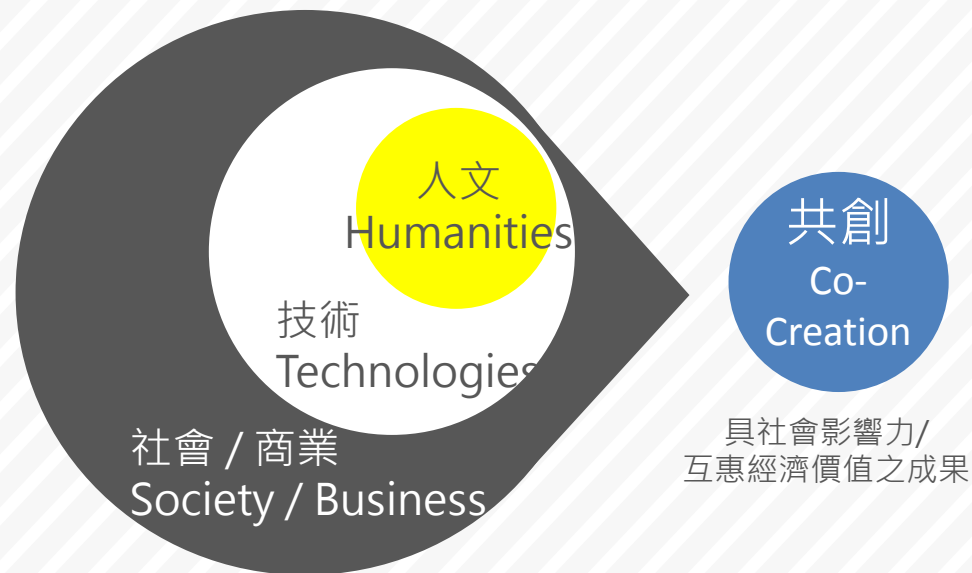 人文
Humanities
技術
Technologies
社會 / 商業
Society / Business
共創
Co-
Creation
具社會影響力/
互惠經濟價值之成果